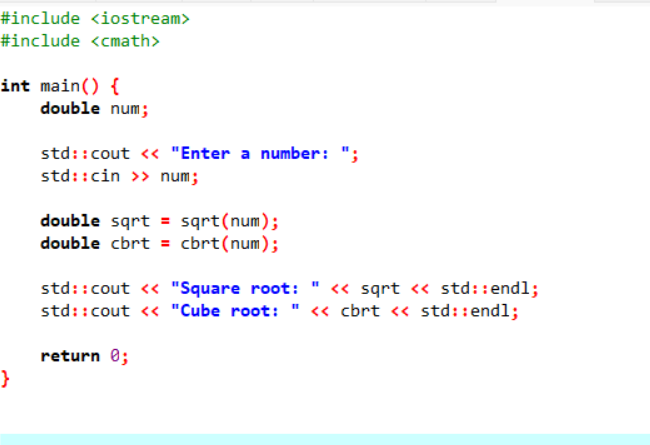 #include <iostream>
#include <cmath>
int main() {
    double num;
    std::cout << "Enter a number: ";
    std::cin >> num;
    double sqrt = sqrt(num);
    double cbrt = cbrt(num);
    std::cout << "Square root: " << sqrt << std::endl;
    std::cout << "Cube root: " << cbrt << std::endl;
    return 0;
}